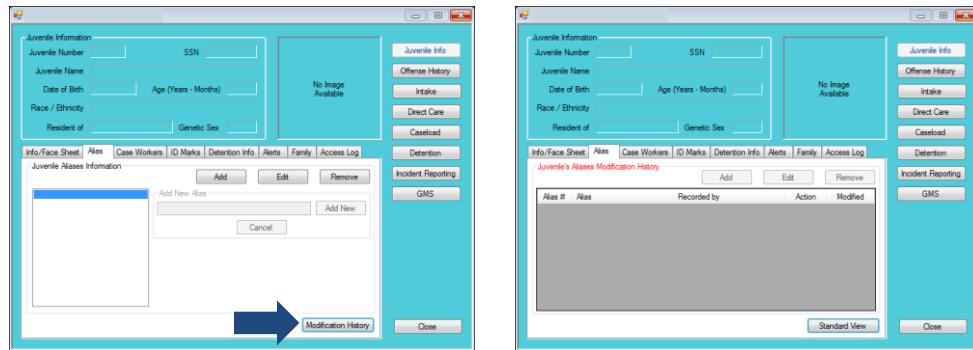 Juvenile Information
Juvenile Number SSN
Juvenile Name
Date of Birth Age (Years - Months)
Race / Ethnicity
Resident of Genetic Sex
No Image
Available
Juvenile Info
Offense History
Intake
Direct Care
Caseload
Detention
Incident Reporting
GMS
Info/Face Sheet Alias Case Workers ID Marks Detention Info Alerts Family Access Log
Juvenile Aliases Information
Add Edit Remove
Add New Alias
Add New
Cancel
Modification History
Close
Juvenile Information
Juvenile Number SSN
Juvenile Name
Date of Birth Age (Years - Months)
Race / Ethnicity
Resident of Genetic Sex
No Image
Available
Juvenile Info
Offense History
Intake
Direct Care
Caseload
Detention
Incident Reporting
GMS
Info/Face Sheet Alias Case Workers ID Marks Detention Info Alerts Family Access Log
Juvenile's Aliases Modification History
Add Edit Remove
Alias # Alias Recorded by Action Modified
Standard View
Close